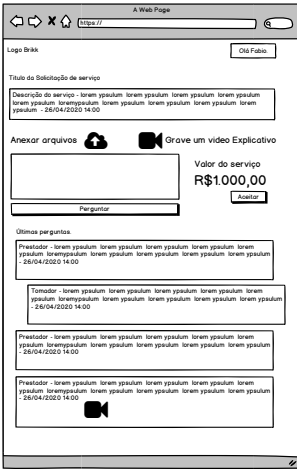 A Web Page
https://
Logo Brikk
Olá Fabio.
Título da Solicitação de serviço
Descrição do serviço - lorem ypsulum lorem ypsulum lorem ypsulum lorem
lorem ypsulum loremypsulum lorem ypsulum lorem ypsulum lorem ypsulum lorem
ypsulum - 26/04/2020 14:00
Anexar arquivos
Grave um video Explicativo
Valor do serviço
R$1.000,00
Aceitar
Perguntar
Últimas perguntas.
Prestador - lorem ypsulum lorem ypsulum lorem ypsulum lorem lorem
ypsulum loremypsulum lorem ypsulum lorem ypsulum lorem ypsulum lorem ypsulum
- 26/04/2020 14:00
Tomador - lorem ypsulum lorem ypsulum lorem ypsulum lorem lorem
ypsulum loremypsulum lorem ypsulum lorem ypsulum lorem ypsulum lorem ypsulum
- 26/04/2020 14:00
Prestador - lorem ypsulum lorem ypsulum lorem ypsulum lorem lorem
ypsulum loremypsulum lorem ypsulum lorem ypsulum lorem ypsulum lorem ypsulum
- 26/04/2020 14:00
Prestador - lorem ypsulum lorem ypsulum lorem ypsulum lorem lorem
ypsulum loremypsulum lorem ypsulum lorem ypsulum lorem ypsulum lorem ypsulum
- 26/04/2020 14:00